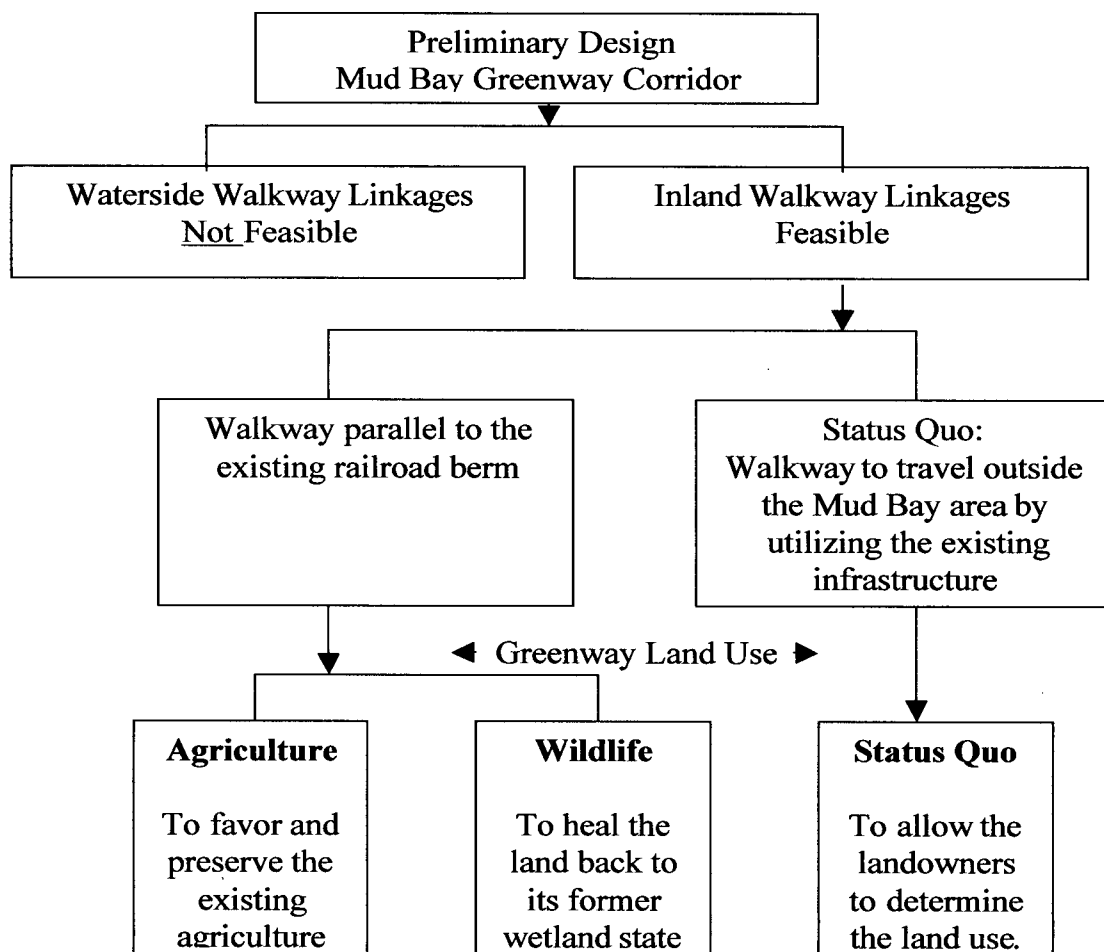 Preliminary Design
Mud Bay Greenway Corridor
Waterside Walkway Linkages
Not Feasible
Inland Walkway Linkages
Feasible
Walkway parallel to the
existing railroad berm
Status Quo:
Walkway to travel outside
the Mud Bay area by
utilizing the existing
infrastructure
Greenway Land Use
Agriculture
To favor and
preserve the
existing
agriculture
Wildlife
To heal the
land back to
its former
wetland state
Status Quo
To allow the
landowners
to determine
the land use.